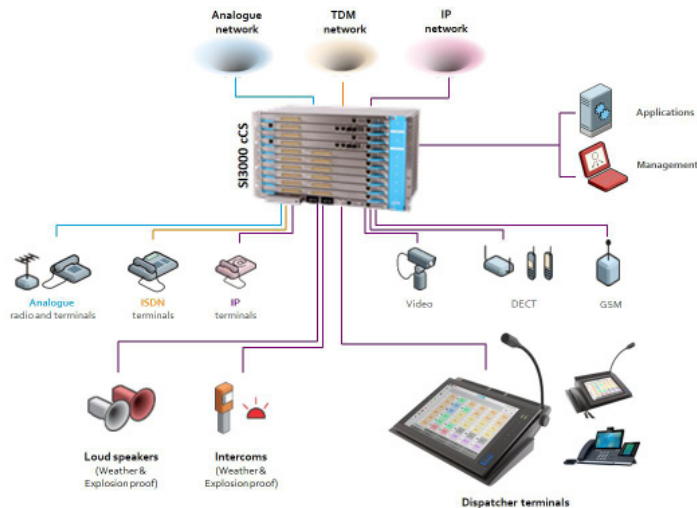 Analogue
network
TDM
network
IP
network
SI3000 cCS
Applications
Management
Analogue
radio and terminals
ISDN
terminals
IP
terminals
Video
DECT
GSM
Loud speakers
(Weather &
Explosion proof)
Intercoms
(Weather &
Explosion proof)
Dispatcher terminals